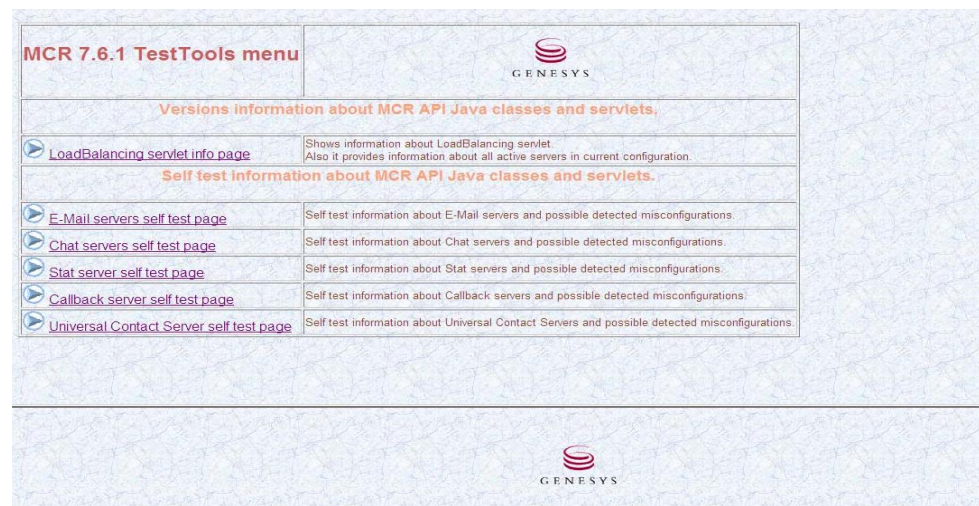 MCR 7.6.1 TestTools menu
GENESYS
Versions information about MCR API Java classes and servlets.
LoadBalancing servlet info page
Shows information about LoadBalancing servlet.
Also it provides information about all active servers in current configuration.
Self test information about MCR API Java classes and servlets.
E-Mail servers self test page
Self test information about E-Mail servers and possible detected misconfigurations.
Chat servers self test page
Self test information about Chat servers and possible detected misconfigurations.
Stat server self test page
Self test information about Stat servers and possible detected misconfigurations.
Callback server self test page
Self test information about Callback servers and possible detected misconfigurations.
Universal Contact Server self test page
Self test information about Universal Contact Servers and possible detected misconfigurations.
GENESYS